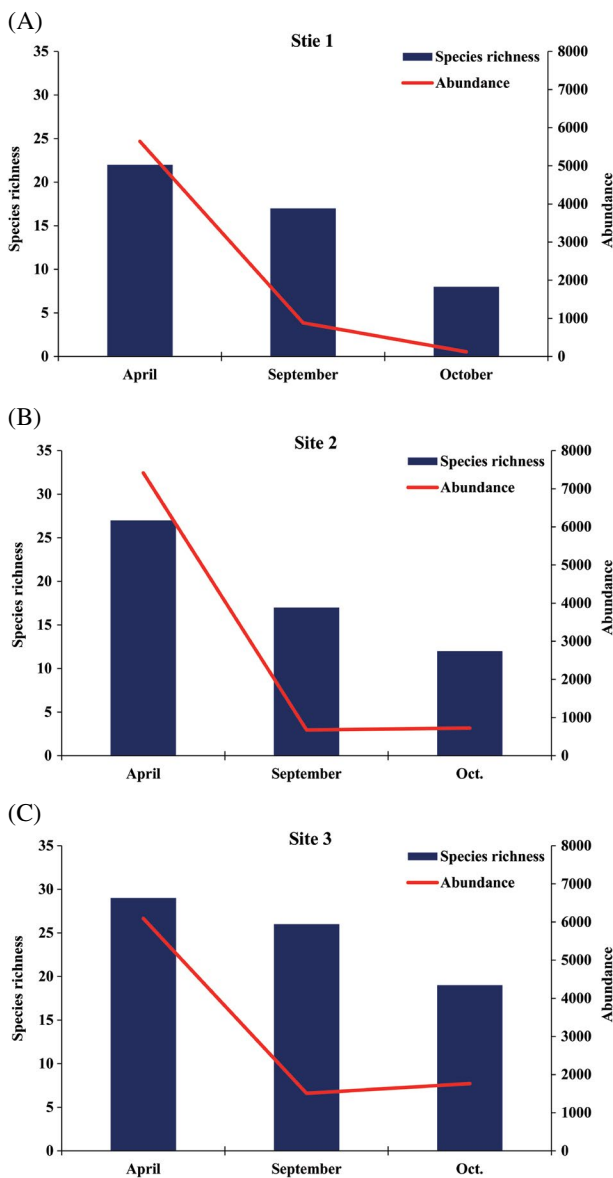 (A)
Stie 1
Species richness
Abundance
35
30
25
20
15
10
5
0
8000
7000
6000
5000
4000
3000
2000
1000
0
Species richness
Abundance
April September October
(B)
Site 2
Species richness
Abundance
35
30
25
20
15
10
5
0
8000
7000
6000
5000
4000
3000
2000
1000
0
Species richness
Abundance
April September Oct.
(C)
Site 3
Species richness
Abundance
35
30
25
20
15
10
5
0
8000
7000
6000
5000
4000
3000
2000
1000
0
Species richness
Abundance
April September Oct.